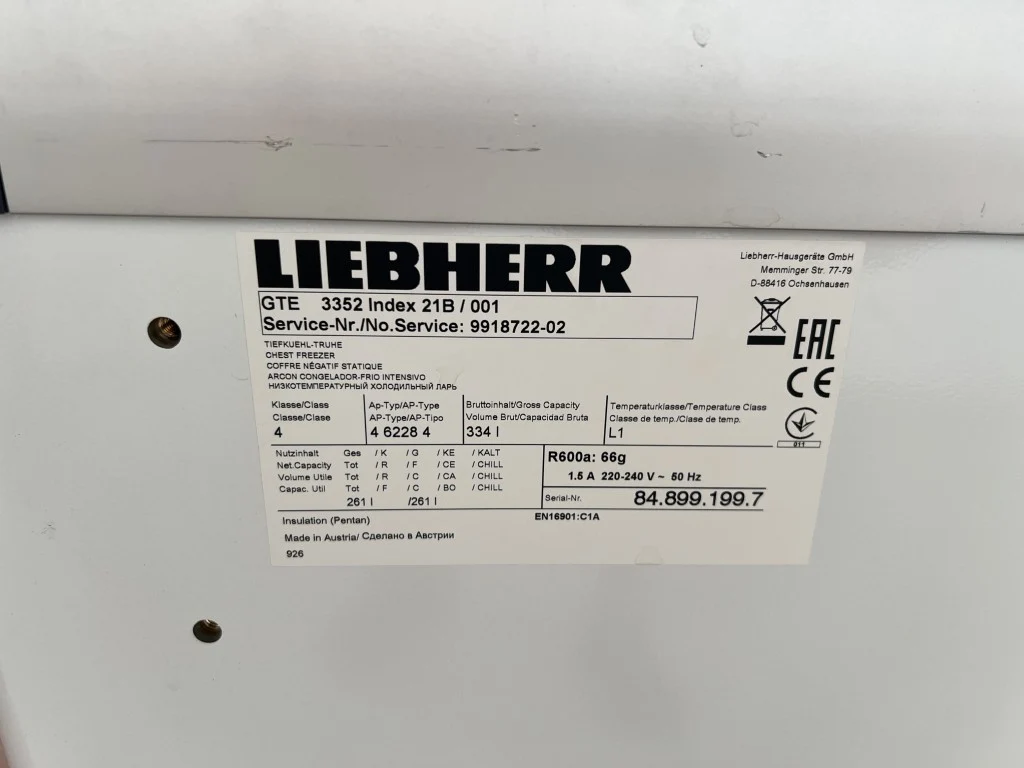 LIEBHERR
Liebherr-Hausgeräte GmbH
Memminger Str. 77-79
D-88416 Ochsenhausen
GTE 3352 Index 21B / 001
Service-Nr./No.Service: 9918722-02
TIEFKUEHL-TRUHE
CHEST FREEZER
COFFRE NÉGATIF STATIQUE
ARCON CONGELADOR-FRIO INTENSIVO
НИЗКОТЕМПЕРАТУРНЫЙ ХОЛОДИЛЬНЫЙ ЛАРЬ
EAC
CE
011
Klasse/Class
Classe/Clase
4
Ap-Typ/AP-Type
AP-Type/AP-Tipo
4 6228 4
Bruttoinhalt/Gross Capacity
Volume Brut/Capacidad Bruta
334 l
Temperaturklasse/Temperature Class
Classe de temp./Clase de temp.
L1
Nutzinhalt Ges / K / G / KE / KALT
Net.Capacity Tot / R / F / CE / CHILL
Volume Utile Tot / R / C / CA / CHILL
Capac. Util Tot / F / C / BO / CHILL
261 l /261 l
R600a: 66g
1.5 A 220-240 V ~ 50 Hz
Serial-Nr. 84.899.199.7
Insulation (Pentan)
EN16901:C1A
Made in Austria/ Сделано в Австрии
926